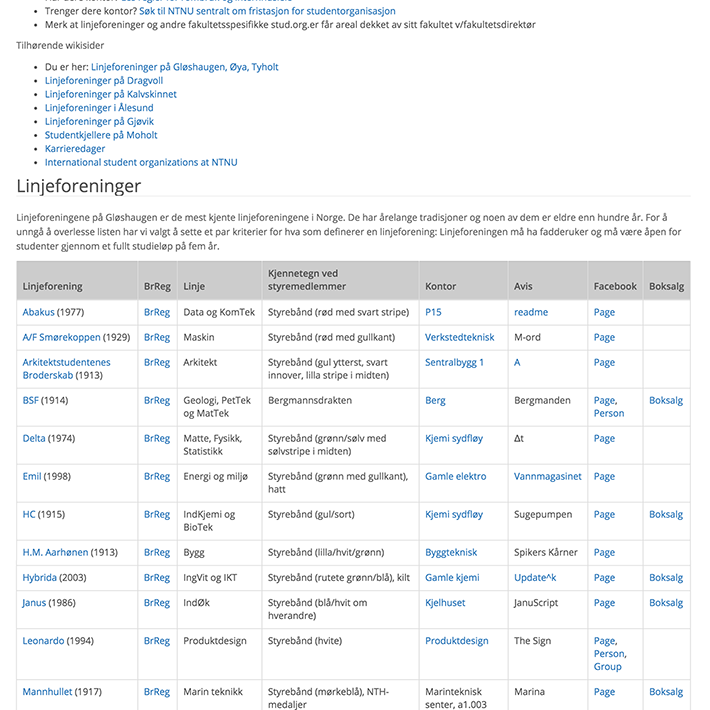 Trenger dere kontor? Søk til NTNU sentralt om fristasjon for studentorganisasjon
Merk at linjeforeninger og andre fakultetsspesifikke stud.org.er får areal dekket av sitt fakultet v/fakultetsdirektør
Tilhørende wikisider
Du er her: Linjeforeninger på Gløshaugen, Øya, Tyholt
Linjeforeninger på Dragvoll
Linjeforeninger på Kalvskinnet
Linjeforeninger i Ålesund
Linjeforeninger på Gjøvik
Studentkjellere på Moholt
Karrieredager
International student organizations at NTNU
Linjeforeninger
Linjeforeningene på Gløshaugen er de mest kjente linjeforeningene i Norge. De har årelange tradisjoner og noen av dem er eldre enn hundre år. For å
unngå å overlesse listen har vi valgt å sette et par kriterier for hva som definerer en linjeforening: Linjeforeningen må ha fadderuker og må være åpen for
studenter gjennom et fullt studieløp på fem år.
Linjeforening BrReg Linje Kjennetegn ved styremedlemmer Kontor Avis Facebook Boksalg
Abakus (1977) BrReg Data og KomTek Styrebånd (rød med svart stripe) P15 readme Page
A/F Smørekoppen (1929) BrReg Maskin Styrebånd (rød med gullkant) Verkstedteknisk M-ord Page
Arkitektstudentenes Broderskab (1913) BrReg Arkitekt Styrebånd (gul ytterst, svart innover, lilla stripe i midten) Sentralbygg 1 A Page
BSF (1914) BrReg Geologi, PetTek og MatTek Bergmannsdrakten Berg Bergmanden Page, Person Boksalg
Delta (1974) BrReg Matte, Fysikk, Statistikk Styrebånd (grønn/sølv med sølvstripe i midten) Kjemi sydfløy Δt Page
Emil (1998) BrReg Energi og miljø Styrebånd (grønn med gullkant), hatt Gamle elektro Vannmagasinet Page
HC (1915) BrReg IndKjemi og BioTek Styrebånd (gul/sort) Kjemi sydfløy Sugepumpen Page Boksalg
H.M. Aarhønen (1913) BrReg Bygg Styrebånd (lilla/hvit/grønn) Byggteknisk Spikers Kårner Page
Hybrida (2003) BrReg IngVit og IKT Styrebånd (rutete grønn/blå), kilt Gamle kjemi Update^k Page Boksalg
Janus (1986) BrReg IndØk Styrebånd (blå/hvit om hverandre) Kjelhuset JanuScript Page Boksalg
Leonardo (1994) BrReg Produktdesign Styrebånd (hvite) Produktdesign The Sign Page, Person, Group
Mannhullet (1917) BrReg Marin teknikk Styrebånd (mørkeblå), NTH-medaljer Marinteknisk senter, a1.003 Marina Page Boksalg